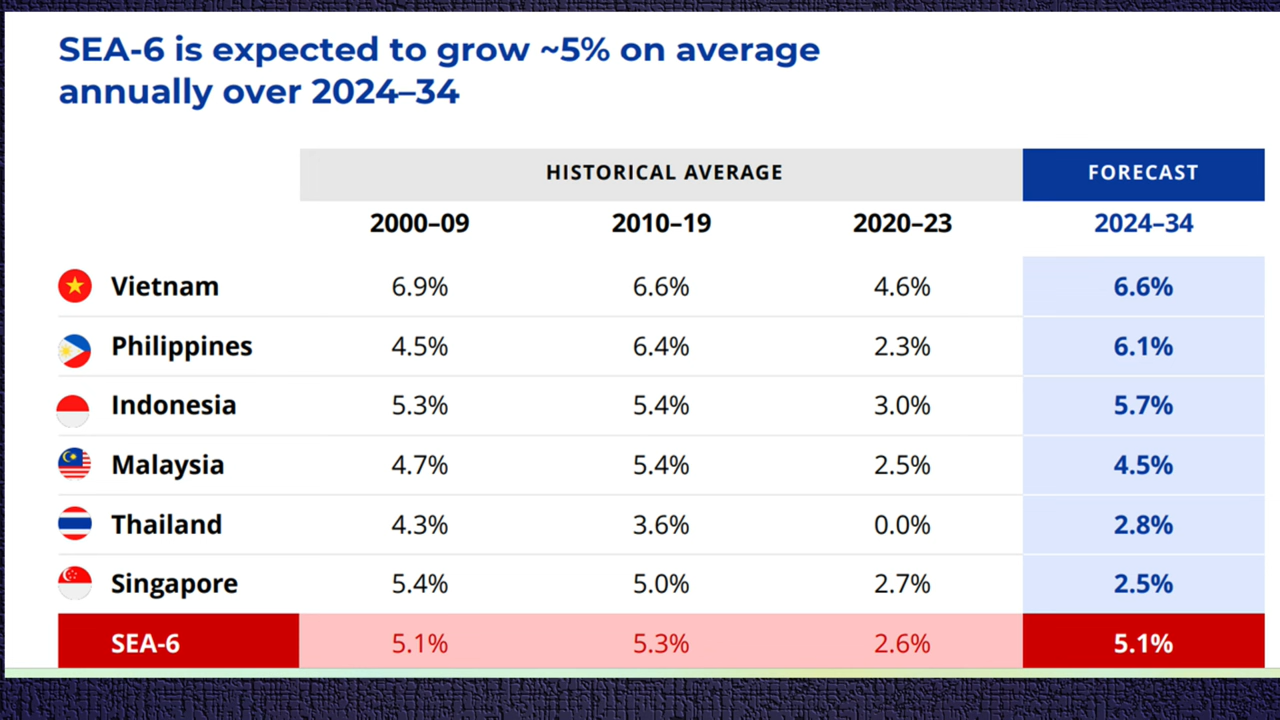 SEA-6 is expected to grow ~5% on average
annually over 2024–34
HISTORICAL AVERAGE FORECAST
2000–09 2010–19 2020–23 2024–34
Vietnam 6.9% 6.6% 4.6% 6.6%
Philippines 4.5% 6.4% 2.3% 6.1%
Indonesia 5.3% 5.4% 3.0% 5.7%
Malaysia 4.7% 5.4% 2.5% 4.5%
Thailand 4.3% 3.6% 0.0% 2.8%
Singapore 5.4% 5.0% 2.7% 2.5%
SEA-6 5.1% 5.3% 2.6% 5.1%